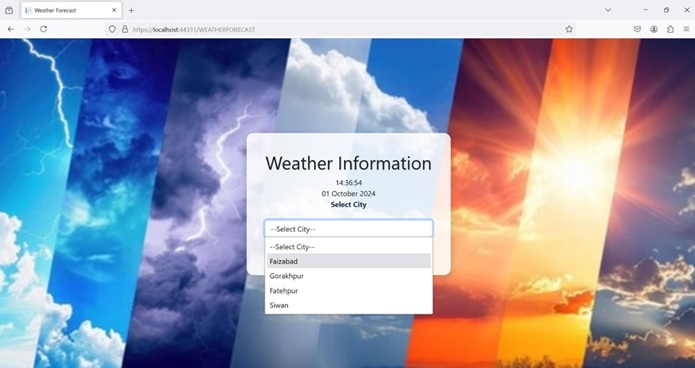 Weather Forecast
https://localhost:44331/WEATHERFORECAST
Weather Information
14:36:54
01 October 2024
Select City
--Select City--
--Select City--
Faizabad
Gorakhpur
Fatehpur
Siwan